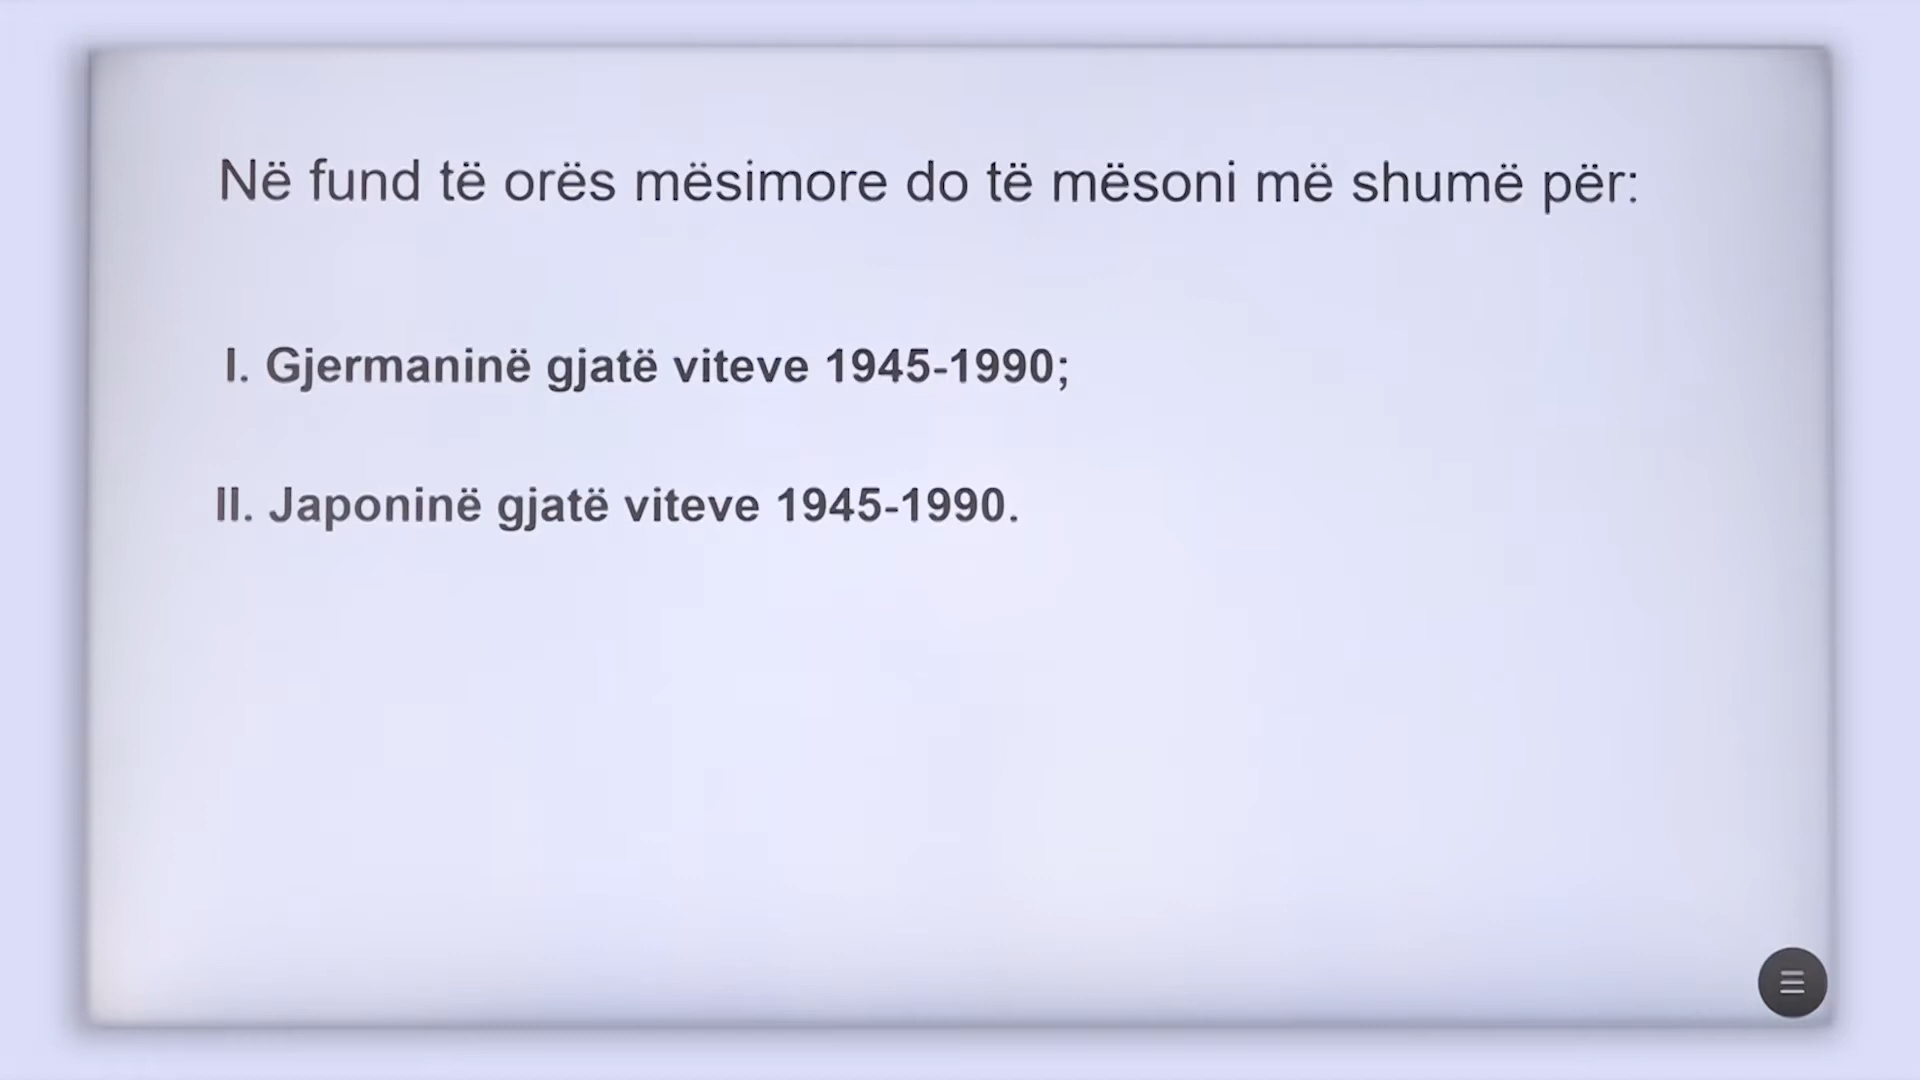 Në fund të orës mësimore do të mësoni më shumë për:
I. Gjermaninë gjatë viteve 1945-1990;
II. Japoninë gjatë viteve 1945-1990.